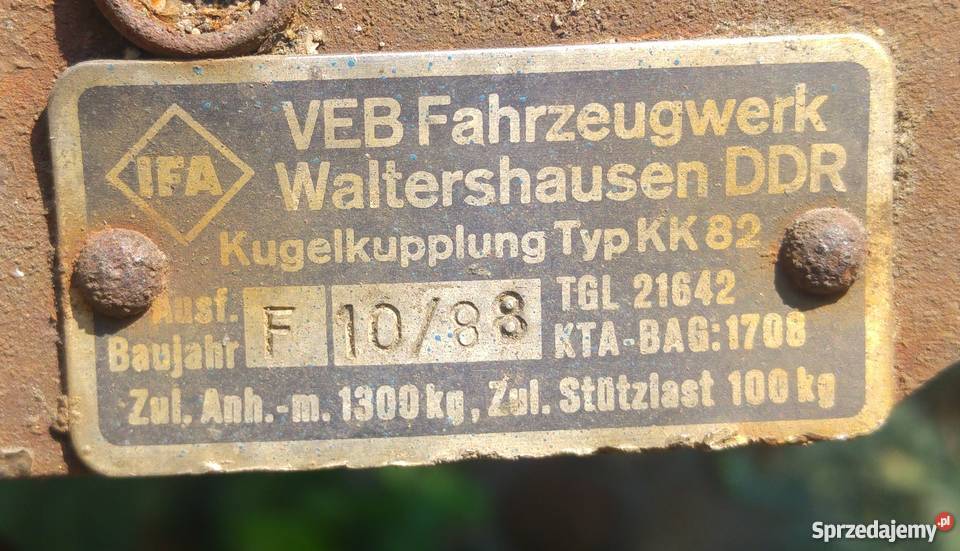 VEB Fahrzeugwerk
IFA
Waltershausen DDR
Kugelkupplung Typ KK 82
Ausf. F 10/88 TGL 21642
Baujahr KTA-BAG: 1708
Zul. Anh.-m. 1300 kg, Zul. Stützlast 100 kg
Sprzedajemy.pl